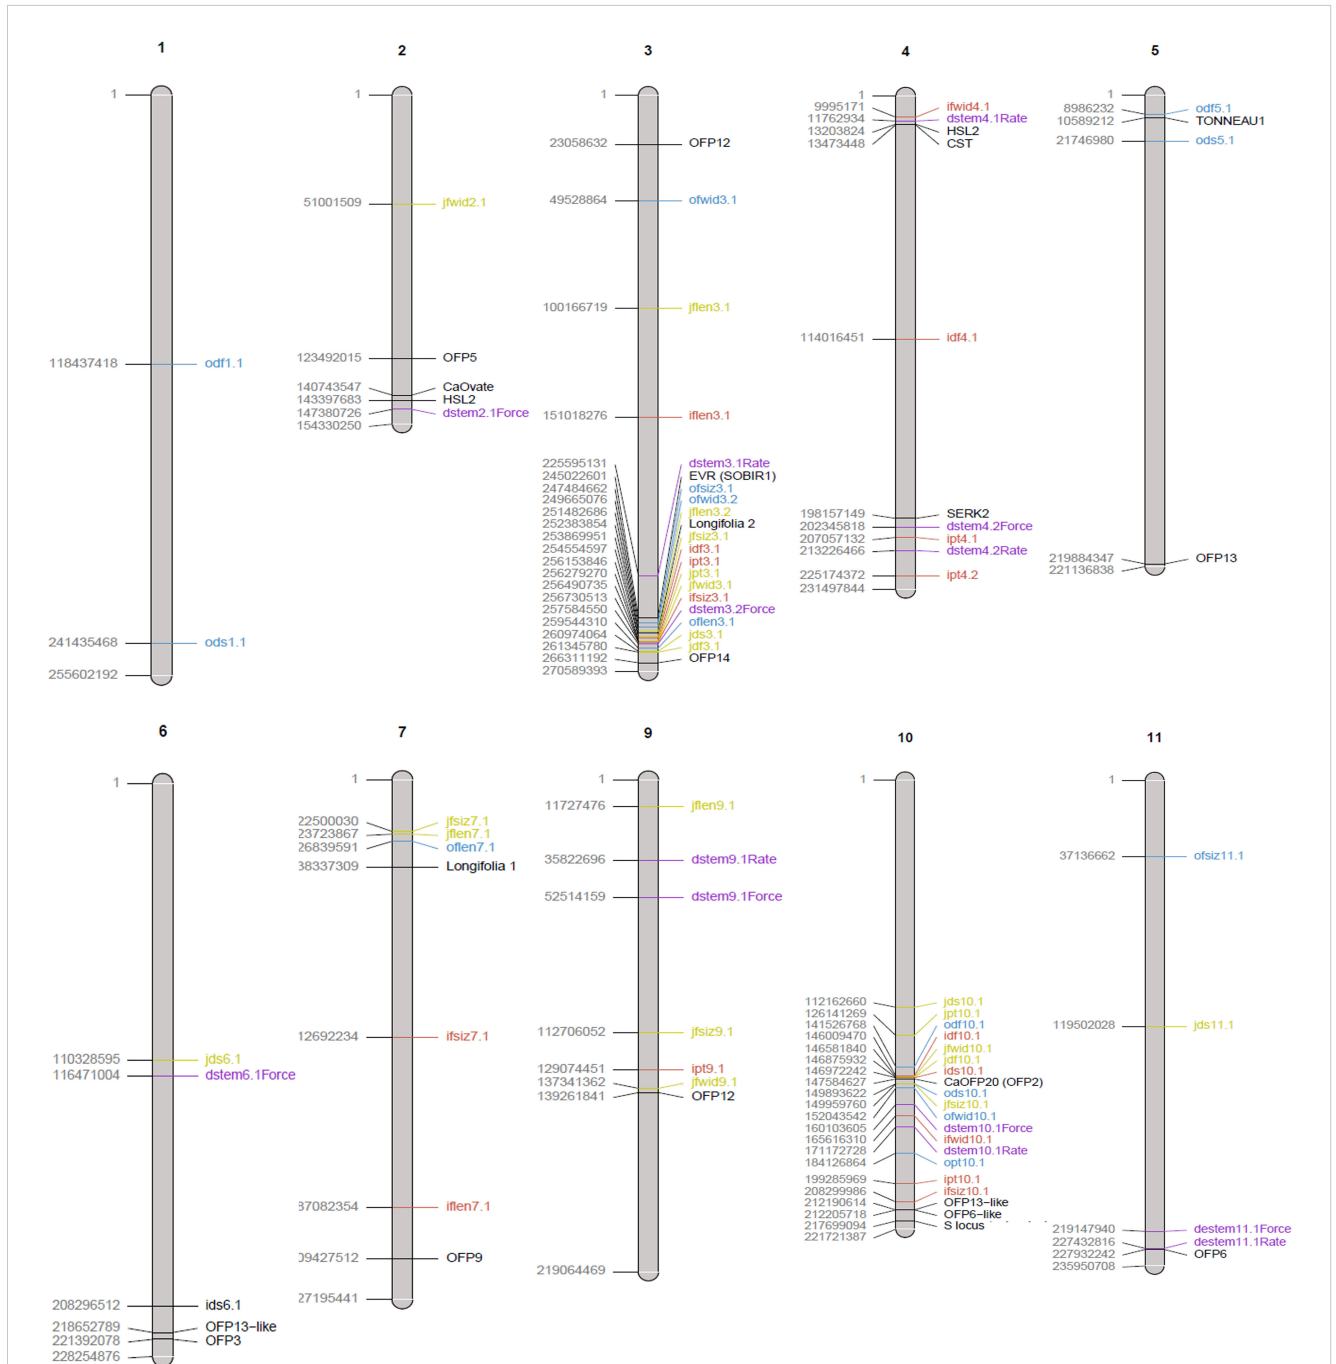 1
1
118437418 odf1.1
241435468 ods1.1
255602192
2
1
51001509 jfwid2.1
123492015 OFP5
140743547 CaOvate
143397683 HSL2
147380726 dstem2.1Force
154330250
3
1
23058632 OFP12
49528864 ofwid3.1
100166719 jflen3.1
151018276 iflen3.1
225595131 dstem3.1Rate
245022601 EVR (SOBIR1)
247484662 ofsiz3.1
249665076 ofwid3.2
251482686 jflen3.2
252383854 Longifolia 2
253869951 jfsiz3.1
254554597 idf3.1
256153846 ipt3.1
256279270 jpt3.1
256490735 jfwid3.1
256730513 ifsiz3.1
257584550 dstem3.2Force
259544310 oflen3.1
260974064 jds3.1
261345780 jdf3.1
266311192 OFP14
270589393
4
1
9995171 ifwid4.1
11762934 dstem4.1Rate
13203824 HSL2
13473448 CST
114016451 idf4.1
198157149 SERK2
202345818 dstem4.2Force
207057132 ipt4.1
213226466 dstem4.2Rate
225174372 ipt4.2
231497844
5
1
8986232 odf5.1
10589212 TONNEAU1
21746980 ods5.1
219884347 OFP13
221136838
6
1
110328595 jds6.1
116471004 dstem6.1Force
208296512 ids6.1
218652789 OFP13−like
221392078 OFP3
228254876
7
1
22500030 jfsiz7.1
23723867 jflen7.1
26839591 oflen7.1
38337309 Longifolia 1
12692234 ifsiz7.1
37082354 iflen7.1
09427512 OFP9
27195441
9
1
11727476 jflen9.1
35822696 dstem9.1Rate
52514159 dstem9.1Force
112706052 jfsiz9.1
129074451 ipt9.1
137341362 jfwid9.1
139261841 OFP12
219064469
10
1
112162660 jds10.1
126141269 jpt10.1
141526768 odf10.1
146009470 idf10.1
146581840 jfwid10.1
146875932 jdf10.1
146972242 ids10.1
147584627 CaOFP20 (OFP2)
149893622 ods10.1
149959760 jfsiz10.1
152043542 ofwid10.1
160103605 dstem10.1Force
165616310 ifwid10.1
171172728 dstem10.1Rate
184126864 opt10.1
199285969 ipt10.1
208299986 ifsiz10.1
212190614 OFP13−like
212205718 OFP6−like
217699094 S locus
221721387
11
1
37136662 ofsiz11.1
119502028 jds11.1
219147940 destem11.1Force
227432816 destem11.1Rate
227932242 OFP6
235950708